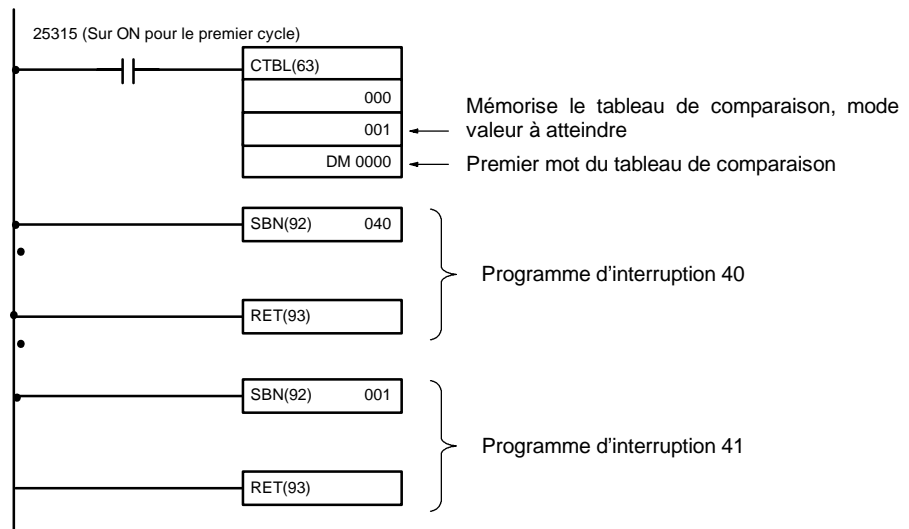 25315 (Sur ON pour le premier cycle)
CTBL(63)
000
001
DM 0000
Mémorise le tableau de comparaison, mode
valeur à atteindre
Premier mot du tableau de comparaison
SBN(92) 040
Programme d'interruption 40
RET(93)
SBN(92) 001
Programme d'interruption 41
RET(93)